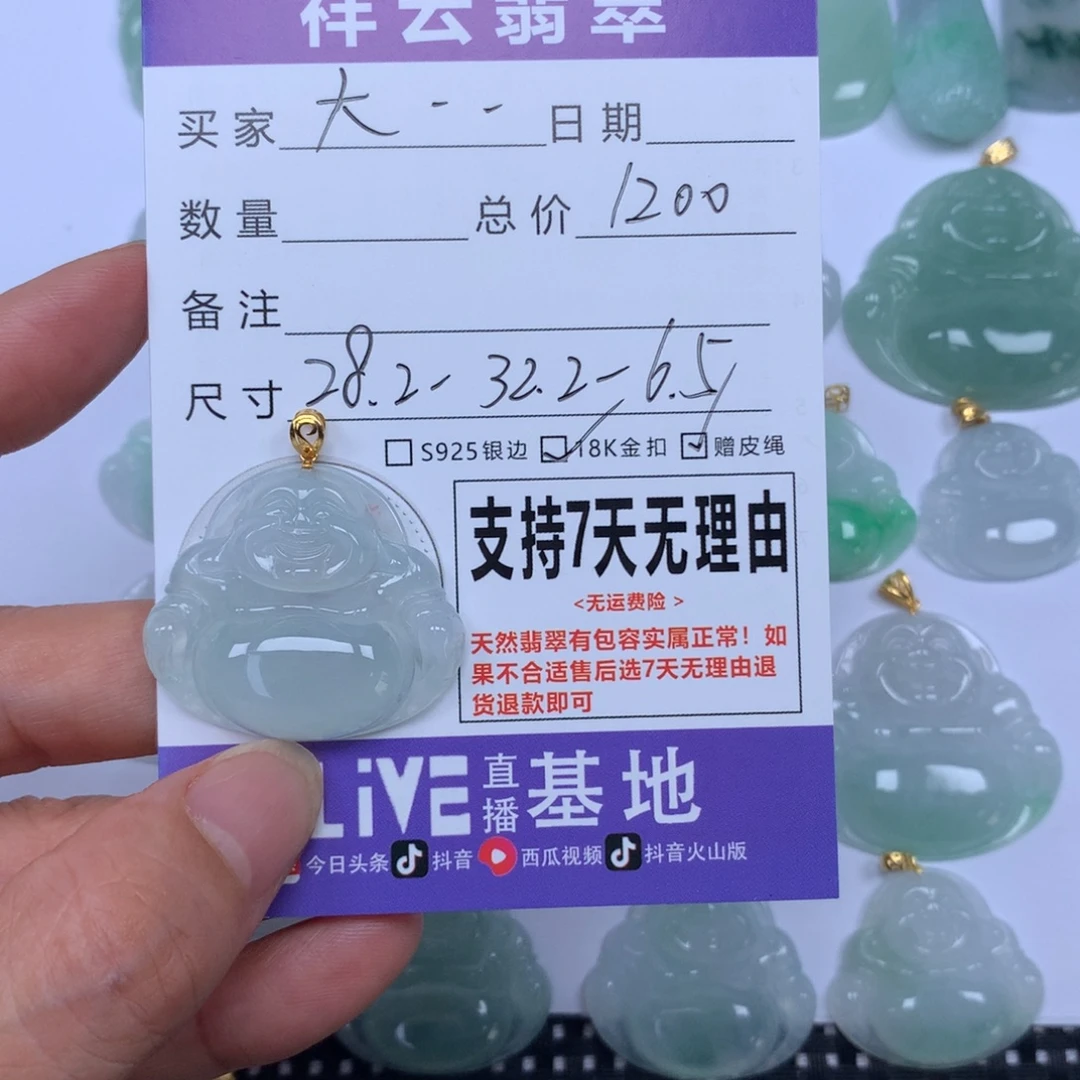 祥云翡翠
买家 大-- 日期
数量 总价 1200
备注
尺寸 28.2-32.2-6.5
S925银边 18K金扣 赠皮绳
支持7天无理由
<无运费险 >
天然翡翠有包容实属正常！如
果不合适售后选7天无理由退
货退款即可
LiVE 直播 基地
今日头条 抖音 西瓜视频 抖音火山版